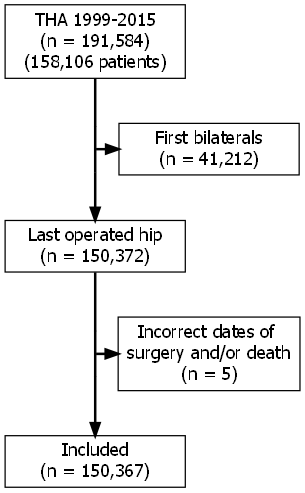 THA 1999-2015
(n = 191,584)
(158,106 patients)
First bilaterals
(n = 41,212)
Last operated hip
(n = 150,372)
Incorrect dates of
surgery and/or death
(n = 5)
Included
(n = 150,367)